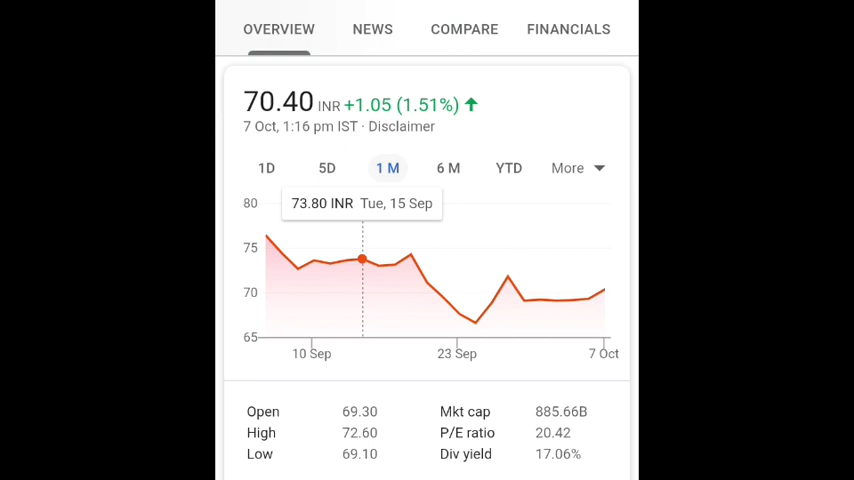 OVERVIEW NEWS COMPARE FINANCIALS
70.40 INR +1.05 (1.51%)
7 Oct, 1:16 pm IST · Disclaimer
1D 5D 1 M 6 M YTD More
73.80 INR Tue, 15 Sep
80
75
70
65
10 Sep 23 Sep 7 Oct
Open 69.30 Mkt cap 885.66B
High 72.60 P/E ratio 20.42
Low 69.10 Div yield 17.06%